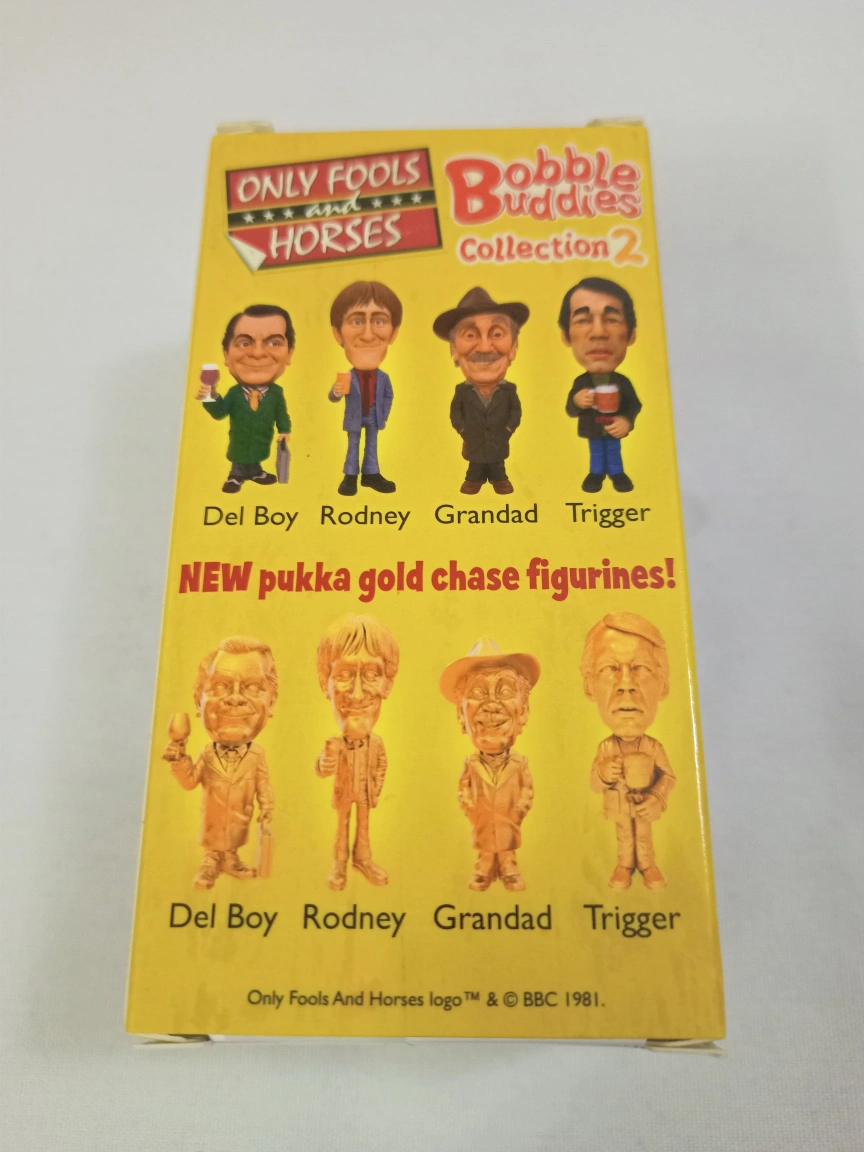 ONLY FOOLS
and
HORSES
Bobble
Buddies
Collection 2
Del Boy Rodney Grandad Trigger
NEW pukka gold chase figurines!
Del Boy Rodney Grandad Trigger
Only Fools And Horses logo™ & © BBC 1981.